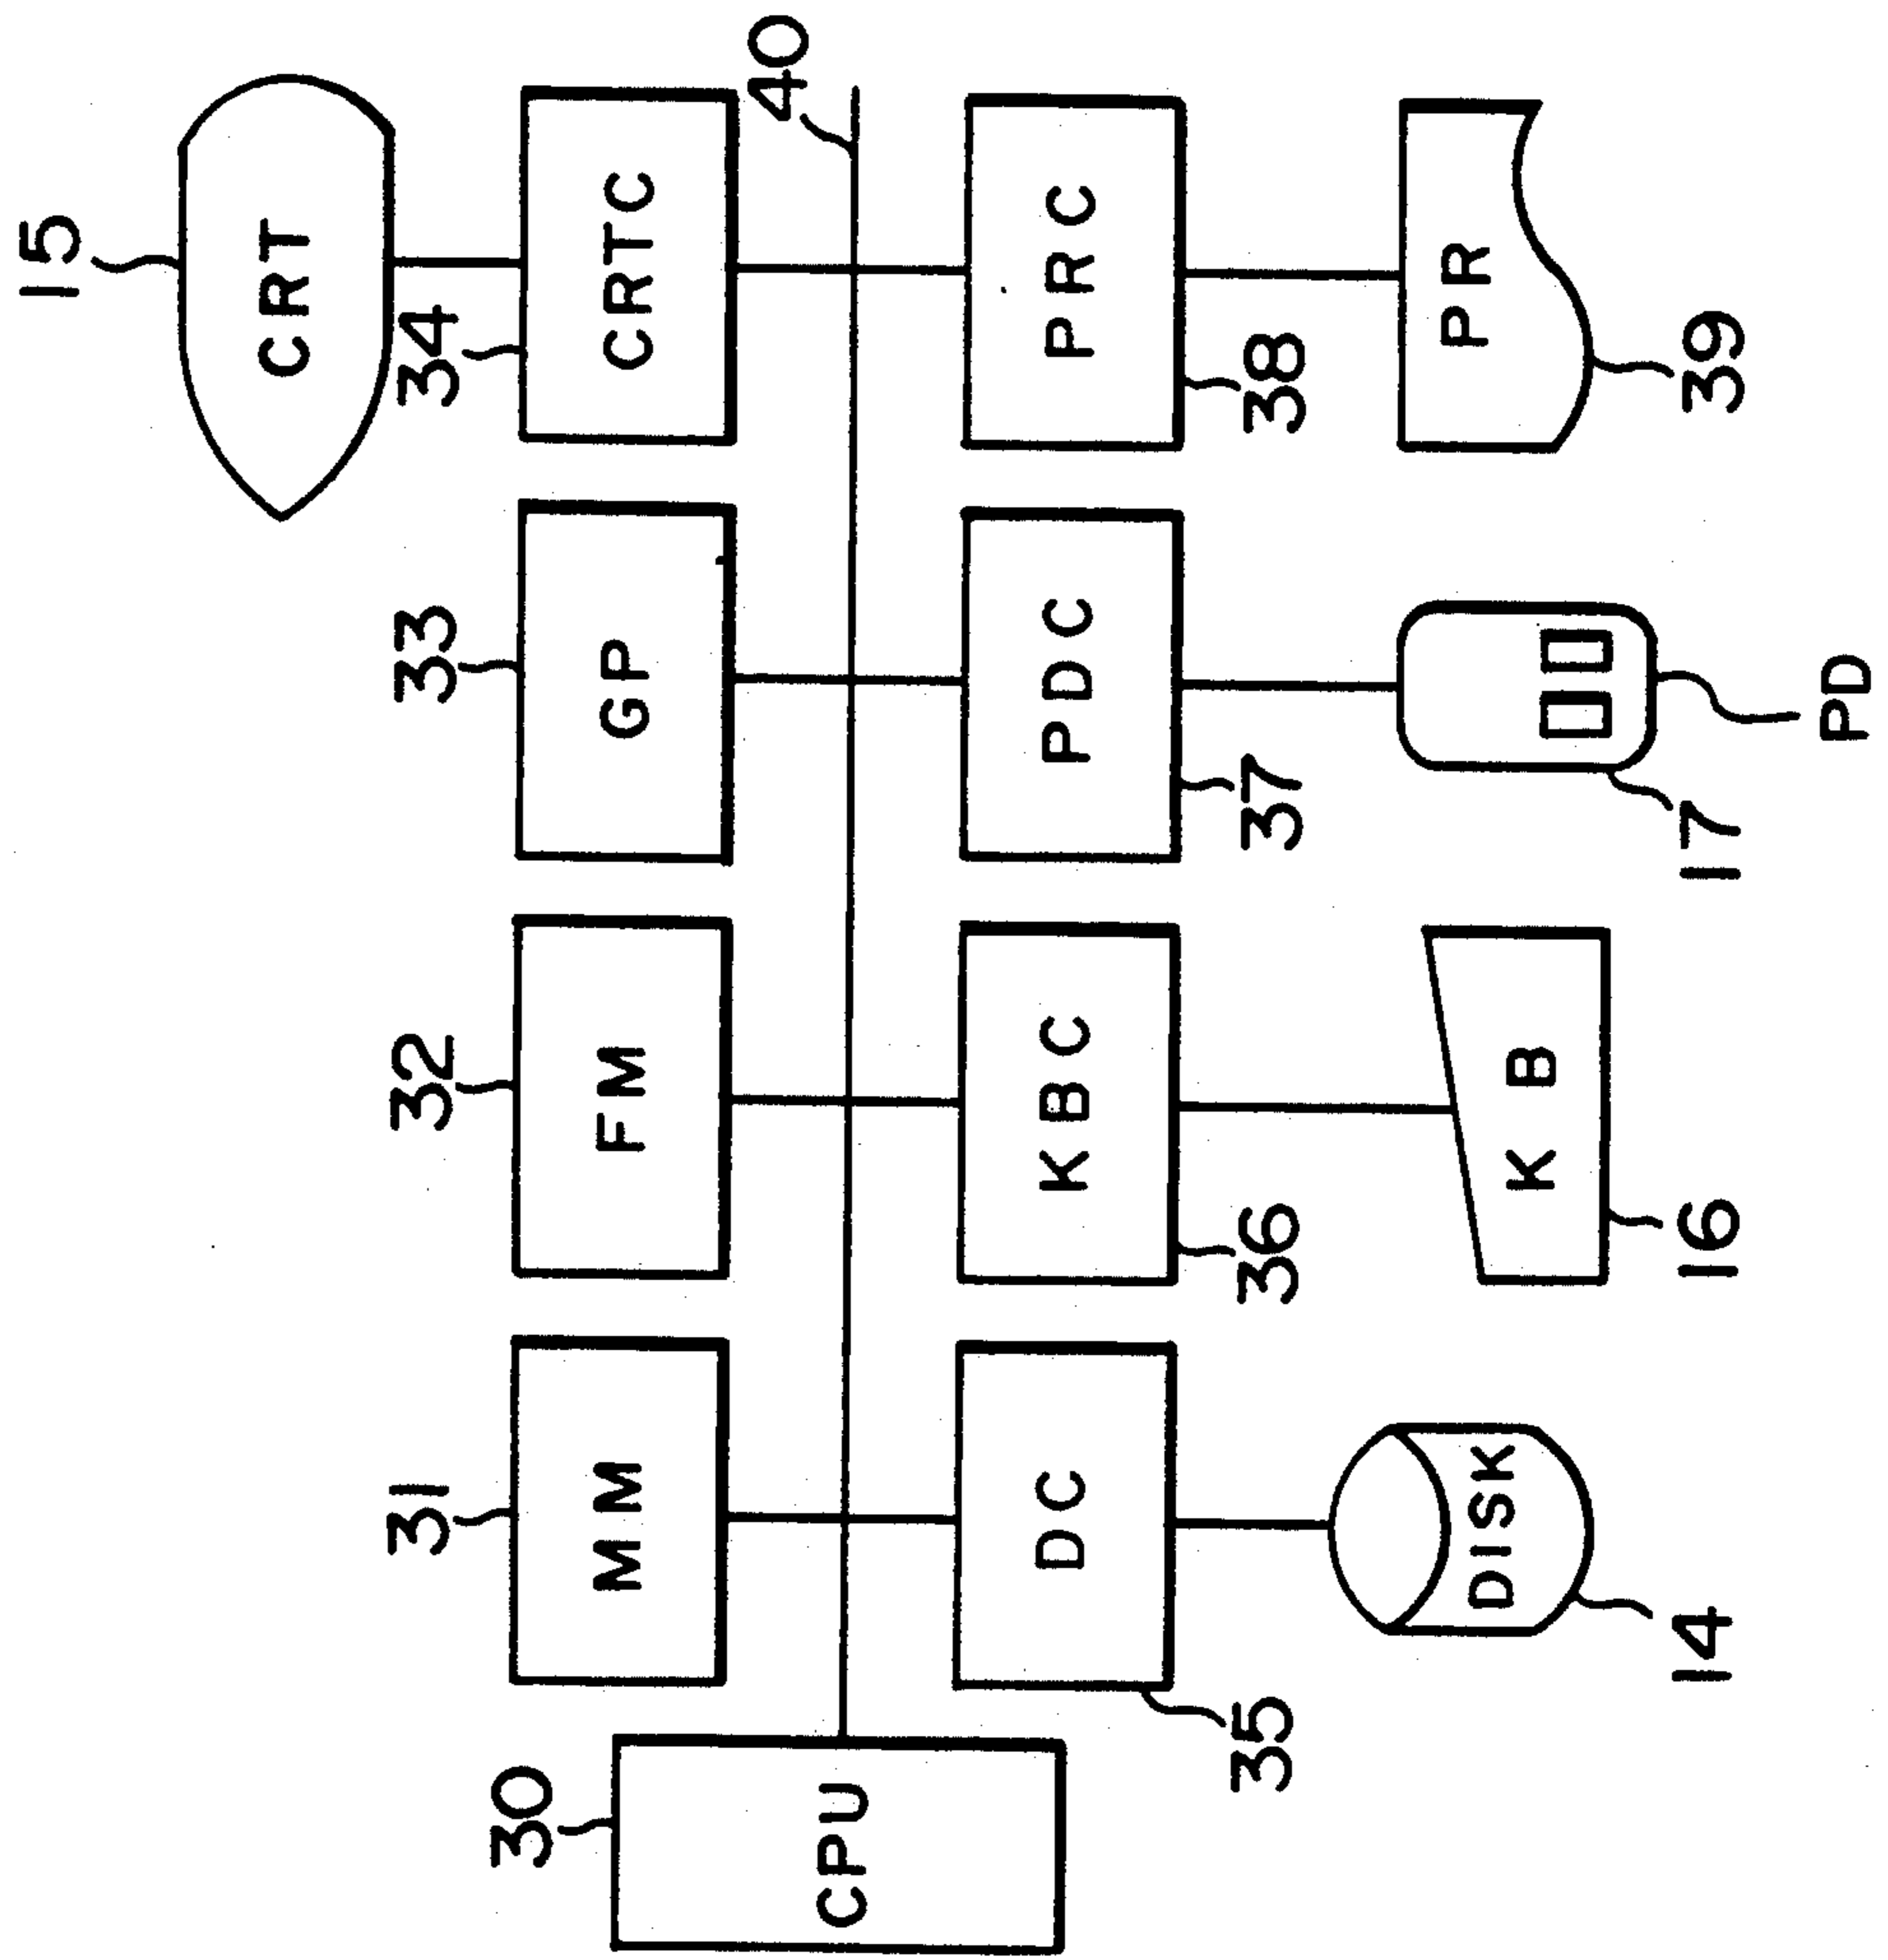 15
CRT
31
32
33
34
30
MM
FM
GP
CRTC
40
CPU
DC
KBC
PDC
PRC
35
36
37
38
DISK
KB
PR
14
16
17
PD
39